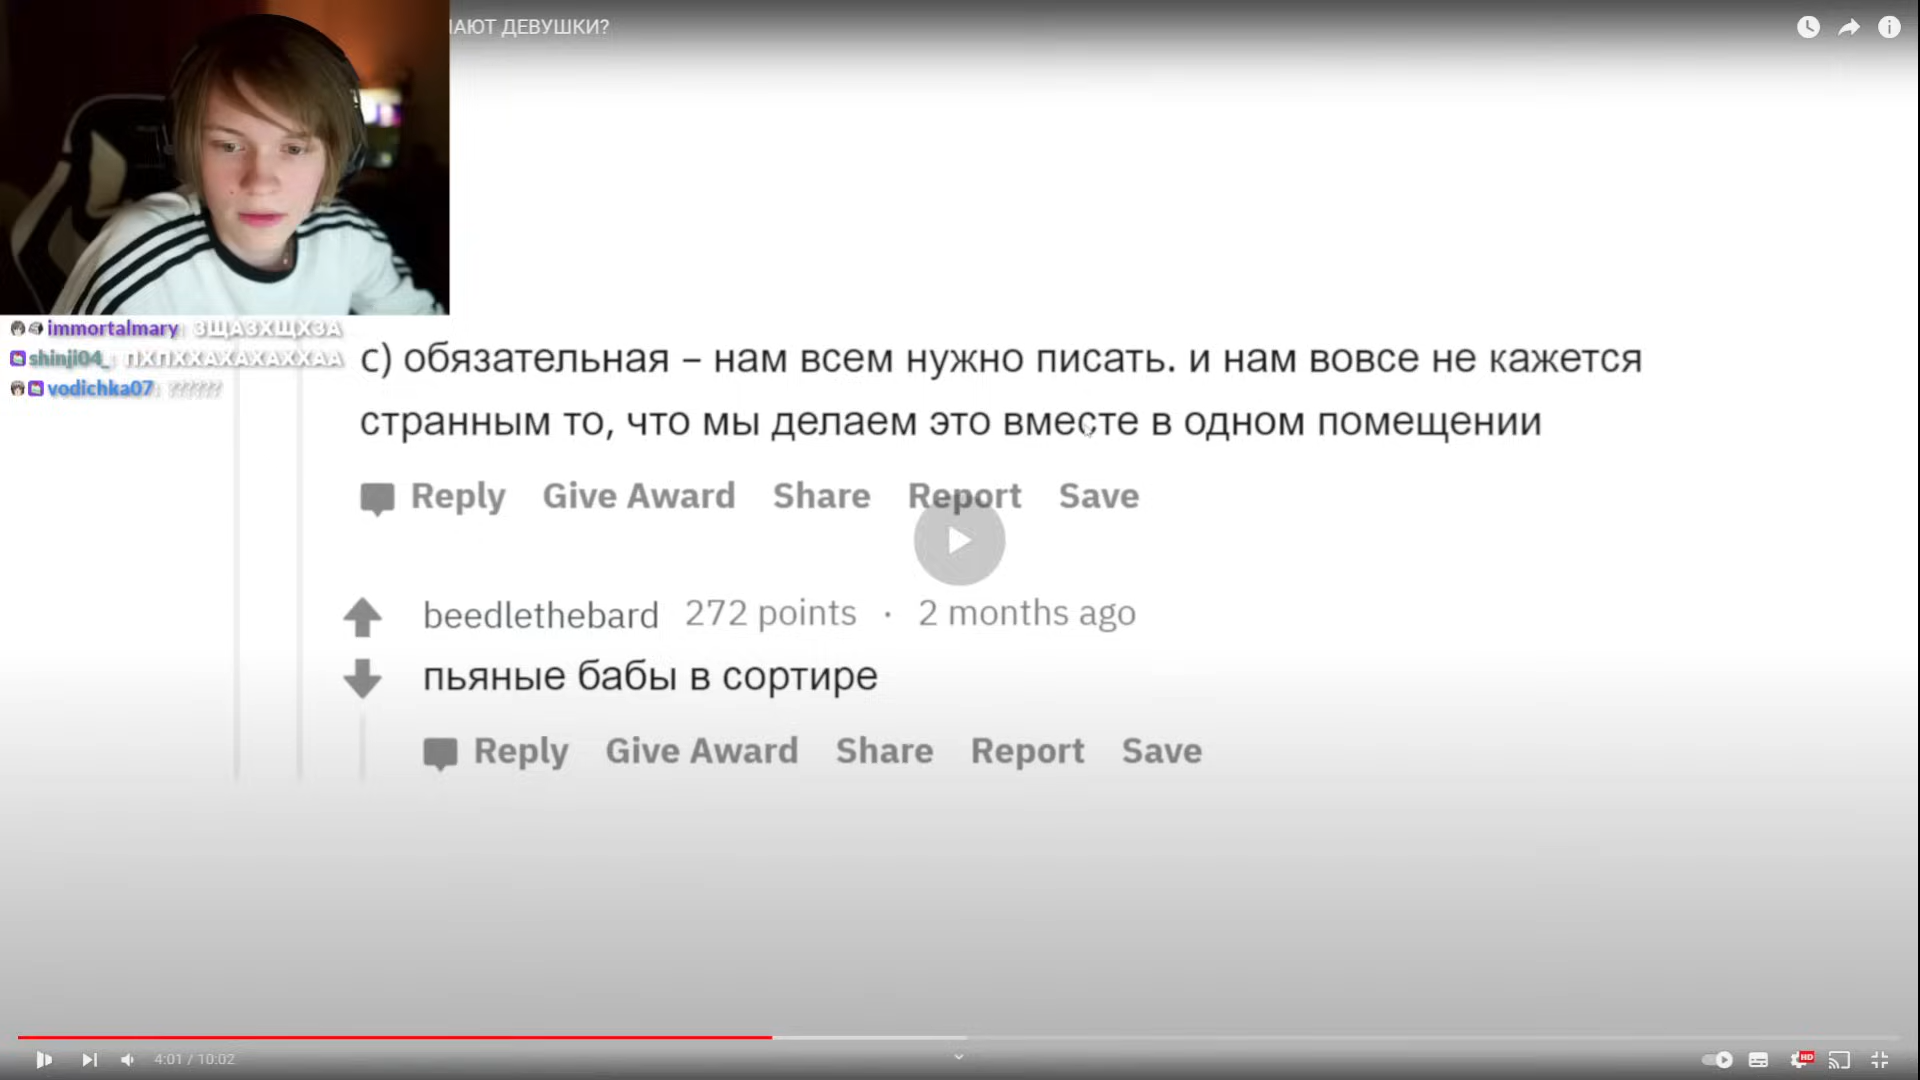 ДЕВУШКИ?
immortalmary: ЗЩАЗХЩХЗА
shinji04_: ПХПХХАХАХАХХАА
vodichka07: ??????
с) обязательная – нам всем нужно писать. и нам вовсе не кажется
странным то, что мы делаем это вместе в одном помещении
Reply Give Award Share Report Save
beedlethebard 272 points · 2 months ago
пьяные бабы в сортире
Reply Give Award Share Report Save
4:01 / 10:02
HD